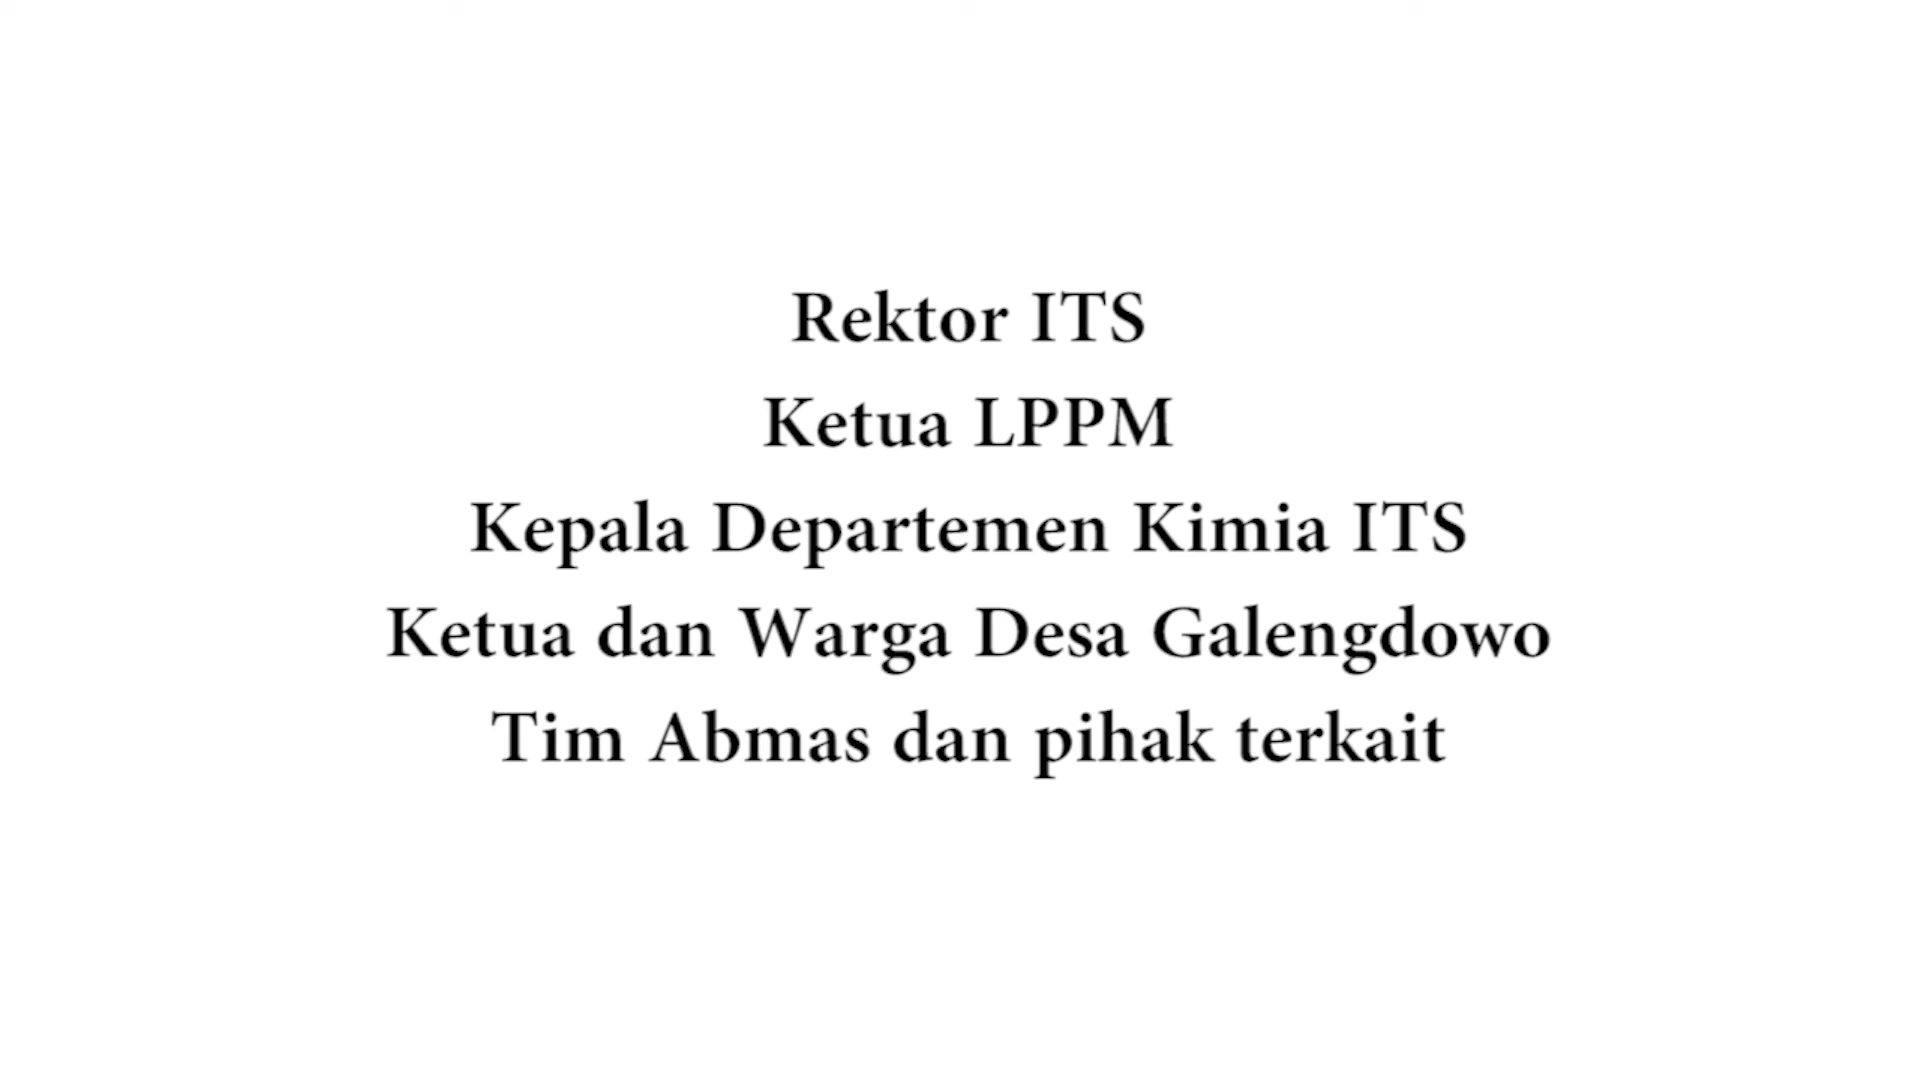 Rektor ITS
Ketua LPPM
Kepala Departemen Kimia ITS
Ketua dan Warga Desa Galengdowo
Tim Abmas dan pihak terkait